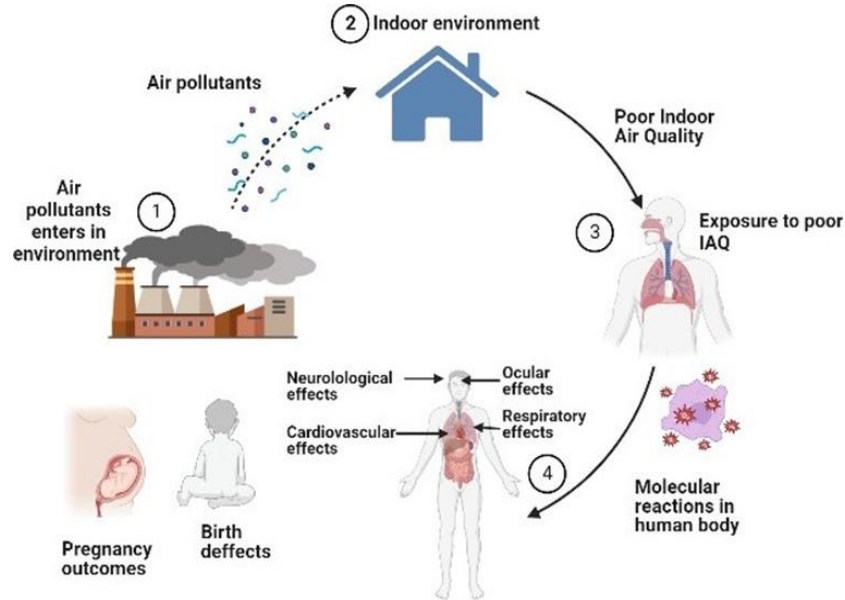 2 Indoor environment
Air pollutants
Poor Indoor
Air Quality
Air
pollutants
enters in
environment
1
3
Exposure to poor
IAQ
Neurolological
effects
Ocular
effects
Cardiovascular
effects
Respiratory
effects
4
Molecular
reactions in
human body
Pregnancy
outcomes
Birth
deffects